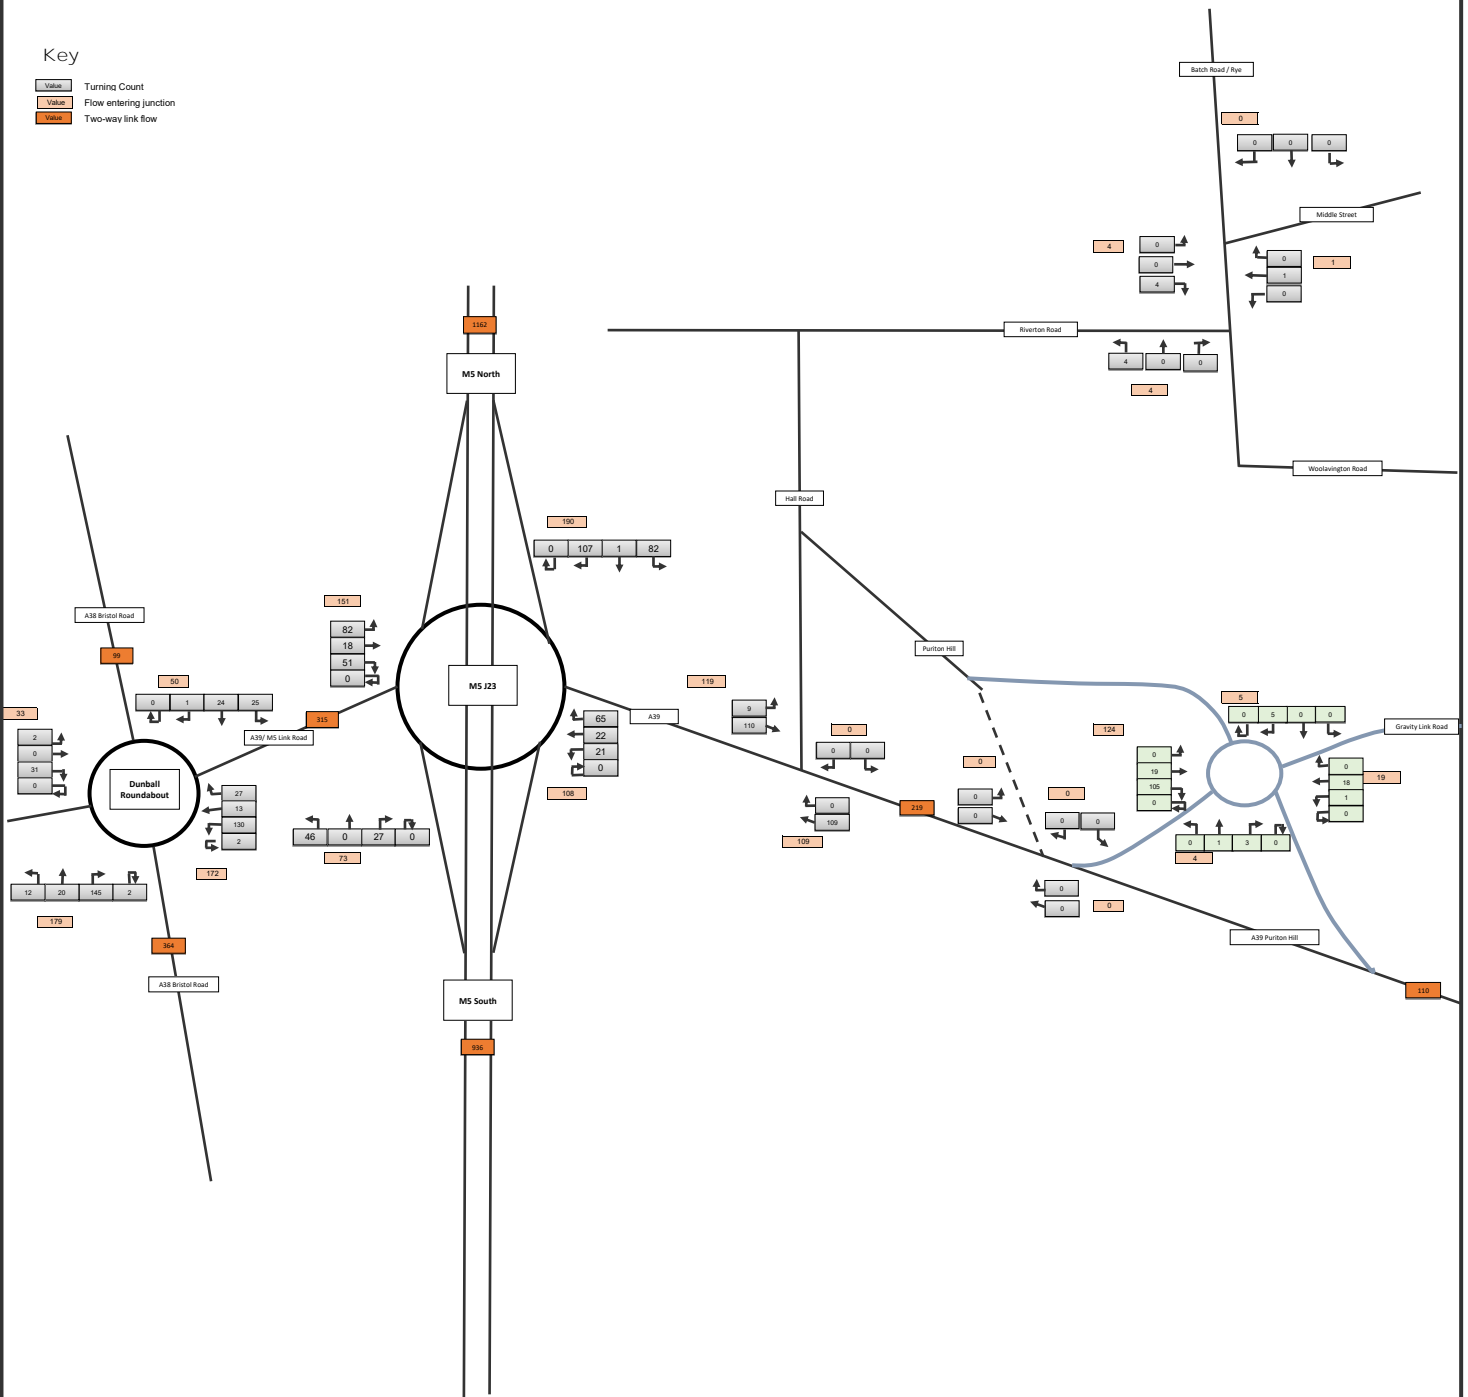 Key
Value Turning Count
Value Flow entering junction
Value Two-way link flow
Batch Road / Rye
0
0 0 0
Middle Street
4
0
0
4
0
1
0
1
1162
M5 North
Riverton Road
4 0 0
4
Woolavington Road
Hall Road
190
0 107 1 82
151
82
18
51
0
A38 Bristol Road
99
50
0 1 24 25
33
2
0
31
0
315
A39/ M5 Link Road
M5 J23
Puriton Hill
119
A39
9
110
65
22
21
0
108
0
0 0
0
109
109
219
0
0
0
0
0 0
0
0
0
124
0
19
105
0
5
0 5 0 0
Gravity Link Road
0
18
1
0
19
0 1 3 0
4
Dunball
Roundabout
27
13
130
2
172
46 0 27 0
73
12 20 145 2
179
364
A38 Bristol Road
A39 Puriton Hill
110
M5 South
936